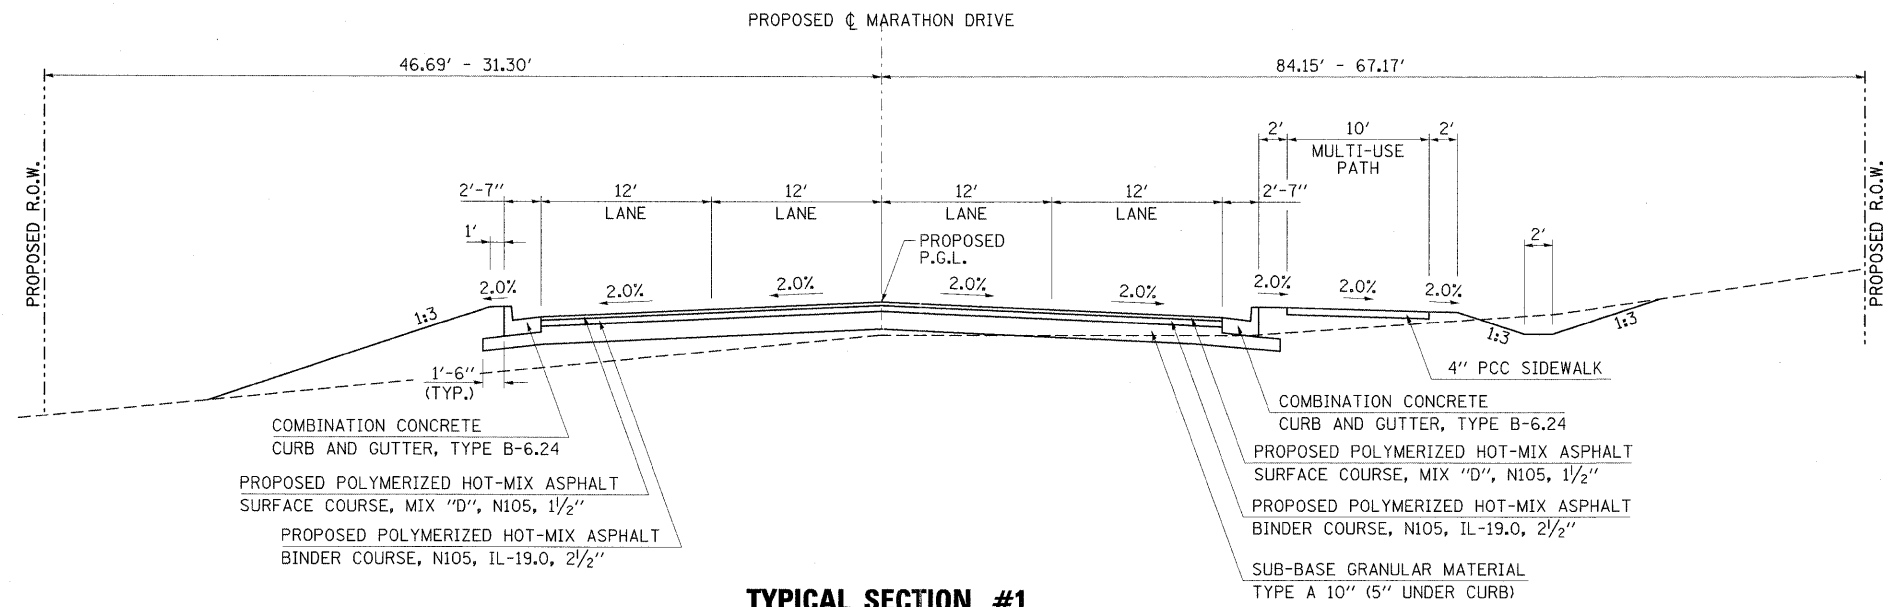 PROPOSED ℄ MARATHON DRIVE
46.69' - 31.30'
84.15' - 67.17'
PROPOSED R.O.W.
PROPOSED R.O.W.
2'
10'
2'
MULTI-USE
PATH
2'-7"
12'
12'
12'
12'
2'-7"
LANE
LANE
LANE
LANE
1'
PROPOSED
P.G.L.
2'
2.0%
2.0%
2.0%
2.0%
2.0%
2.0%
2.0%
2.0%
1:3
1:3
1:3
1'-6"
(TYP.)
4" PCC SIDEWALK
COMBINATION CONCRETE
CURB AND GUTTER, TYPE B-6.24
PROPOSED POLYMERIZED HOT-MIX ASPHALT
SURFACE COURSE, MIX "D", N105, 1½"
PROPOSED POLYMERIZED HOT-MIX ASPHALT
BINDER COURSE, N105, IL-19.0, 2½"
COMBINATION CONCRETE
CURB AND GUTTER, TYPE B-6.24
PROPOSED POLYMERIZED HOT-MIX ASPHALT
SURFACE COURSE, MIX "D", N105, 1½"
PROPOSED POLYMERIZED HOT-MIX ASPHALT
BINDER COURSE, N105, IL-19.0, 2½"
SUB-BASE GRANULAR MATERIAL
TYPE A 10" (5" UNDER CURB)
TYPICAL SECTION #1